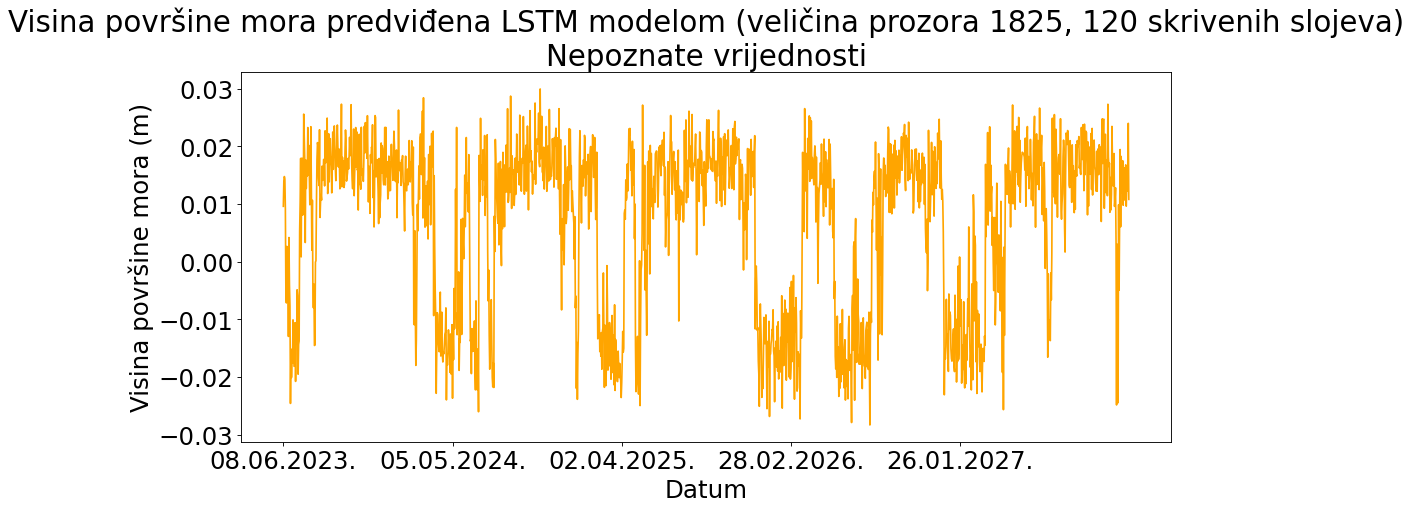 Visina površine mora predviđena LSTM modelom (veličina prozora 1825, 120 skrivenih slojeva)
Nepoznate vrijednosti
Visina površine mora (m)
0.03
0.02
0.01
0.00
−0.01
−0.02
−0.03
08.06.2023. 05.05.2024. 02.04.2025. 28.02.2026. 26.01.2027.
Datum